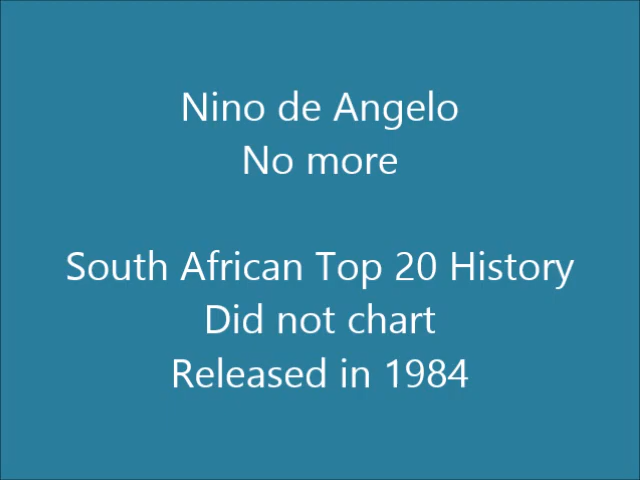 Nino de Angelo
No more
South African Top 20 History
Did not chart
Released in 1984